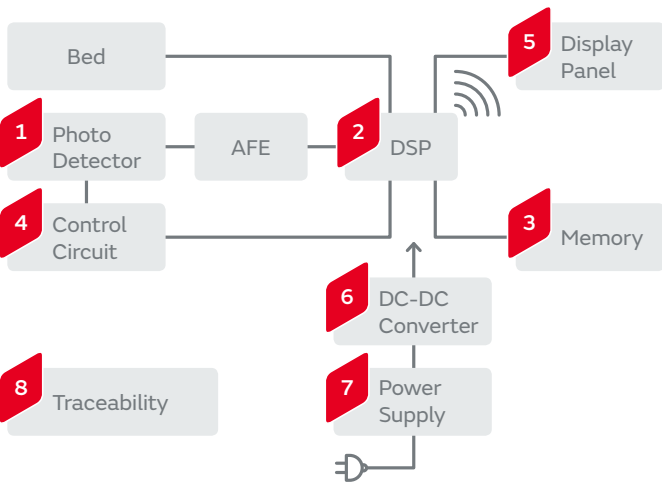 Bed
5
Display
Panel
1
Photo
Detector
AFE
2
DSP
4
Control
Circuit
3
Memory
6
DC-DC
Converter
8
Traceability
7
Power
Supply